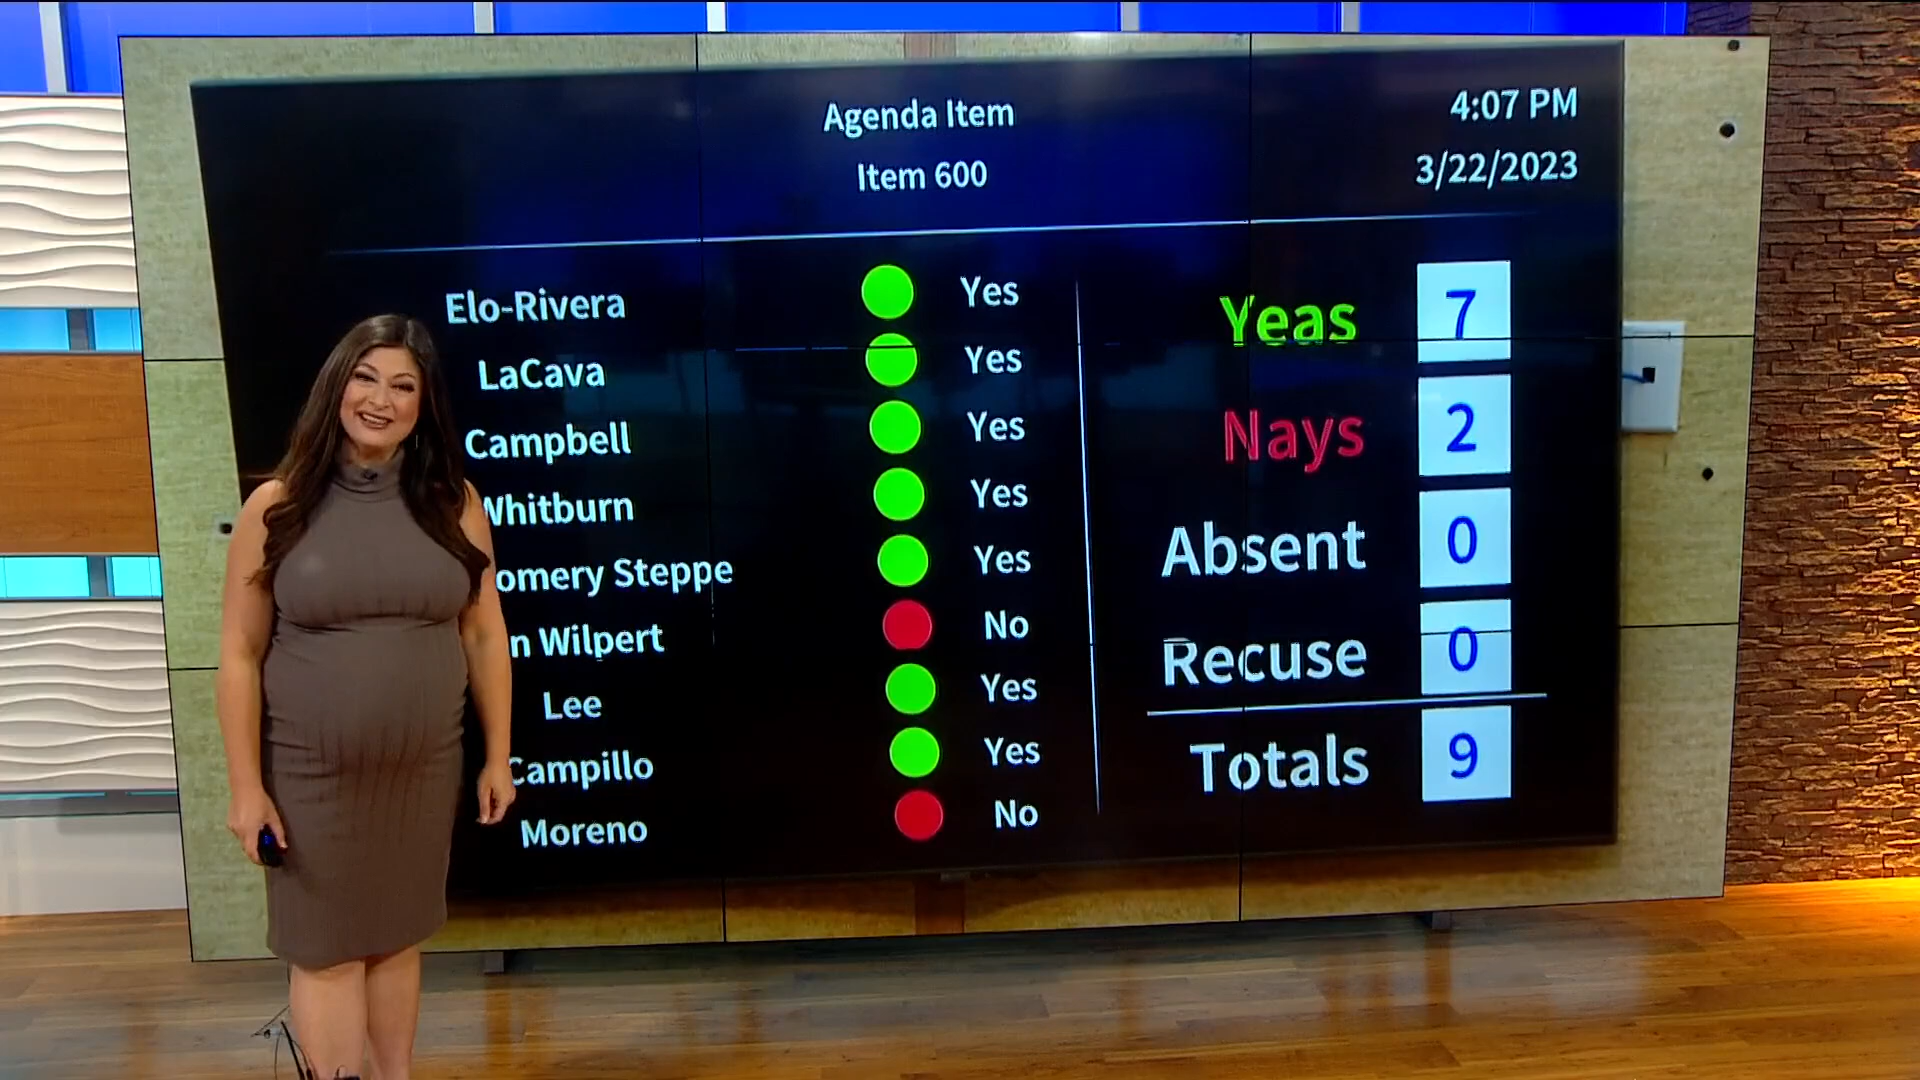 Agenda Item
Item 600
4:07 PM
3/22/2023
Elo-Rivera Yes
LaCava Yes
Campbell Yes
Whitburn Yes
omery Steppe Yes
n Wilpert No
Lee Yes
Campillo Yes
Moreno No
Yeas 7
Nays 2
Absent 0
Recuse 0
Totals 9